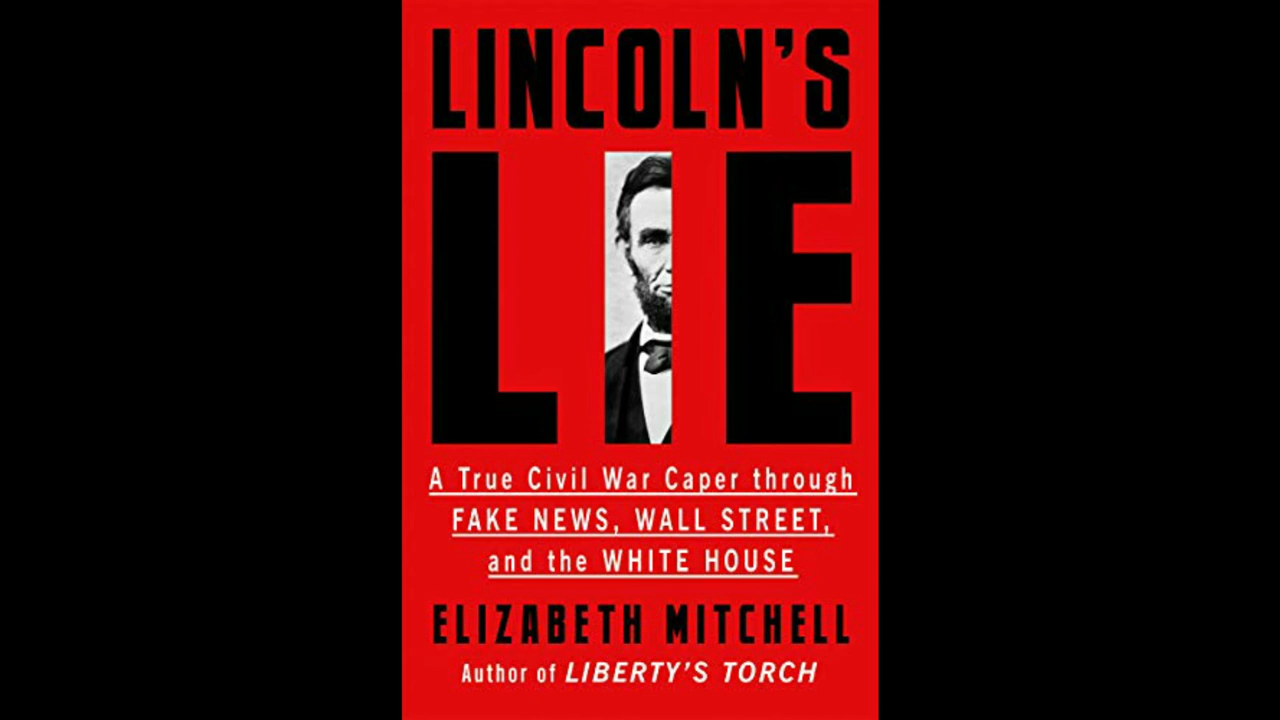 LINCOLN'S
LIE
A True Civil War Caper through
FAKE NEWS, WALL STREET,
and the WHITE HOUSE
ELIZABETH MITCHELL
Author of LIBERTY'S TORCH